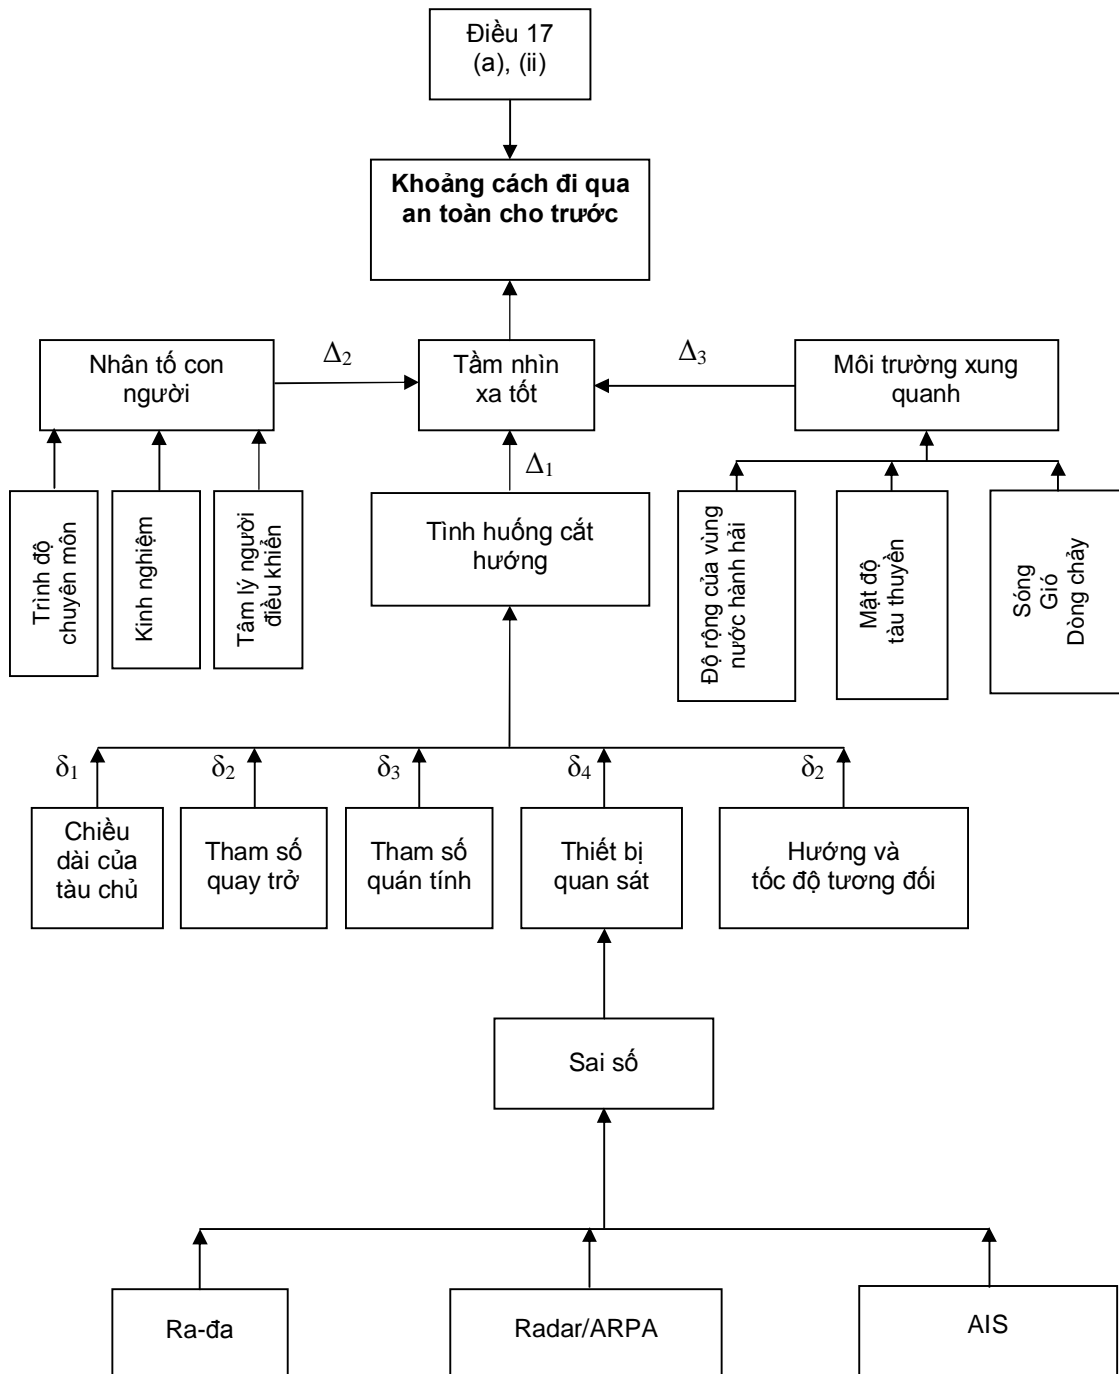 Điều 17
(a), (ii)
Khoảng cách đi qua
an toàn cho trước
Nhân tố con
người
Δ2
Tầm nhìn
xa tốt
Δ3
Môi trường xung
quanh
Δ1
Trình độ
chuyên môn
Kinh nghiệm
Tâm lý người
điều khiển
Tình huống cắt
hướng
Độ rộng của vùng
nước hành hải
Mật độ
tàu thuyền
Sóng
Gió
Dòng chảy
δ1
δ2
δ3
δ4
δ2
Chiều
dài của
tàu chủ
Tham số
quay trở
Tham số
quán tính
Thiết bị
quan sát
Hướng và
tốc độ tương đối
Sai số
Ra-đa
Radar/ARPA
AIS